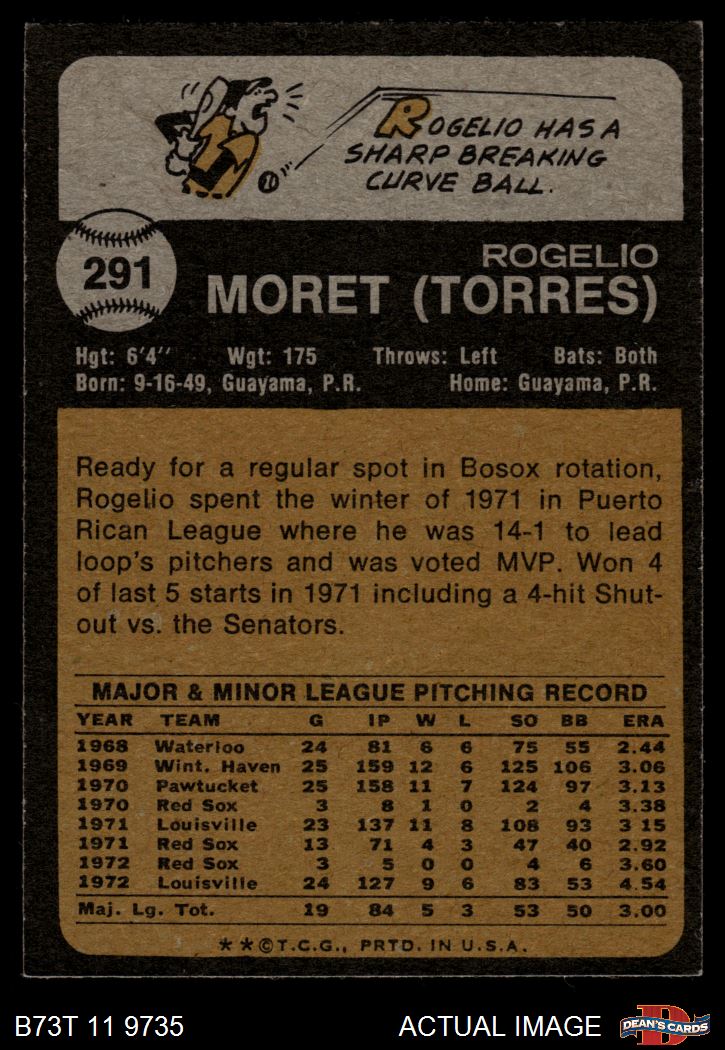 ROGELIO HAS A
SHARP BREAKING
CURVE BALL.
291
ROGELIO
MORET (TORRES)
Hgt: 6'4'' Wgt: 175 Throws: Left Bats: Both
Born: 9-16-49, Guayama, P.R. Home: Guayama, P.R.
Ready for a regular spot in Bosox rotation,
Rogelio spent the winter of 1971 in Puerto
Rican League where he was 14-1 to lead
loop's pitchers and was voted MVP. Won 4
of last 5 starts in 1971 including a 4-hit Shut-
out vs. the Senators.
MAJOR & MINOR LEAGUE PITCHING RECORD
YEAR TEAM G IP W L SO BB ERA
1968 Waterloo 24 81 6 6 75 55 2.44
1969 Wint. Haven 25 159 12 6 125 106 3.06
1970 Pawtucket 25 158 11 7 124 97 3.13
1970 Red Sox 3 8 1 0 2 4 3.38
1971 Louisville 23 137 11 8 108 93 3 15
1971 Red Sox 13 71 4 3 47 40 2.92
1972 Red Sox 3 5 0 0 4 6 3.60
1972 Louisville 24 127 9 6 83 53 4.54
Maj. Lg. Tot. 19 84 5 3 53 50 3.00
**©T.C.G., PRTD. IN U.S.A.
B73T 11 9735 ACTUAL IMAGE
D
DEAN'S CARDS